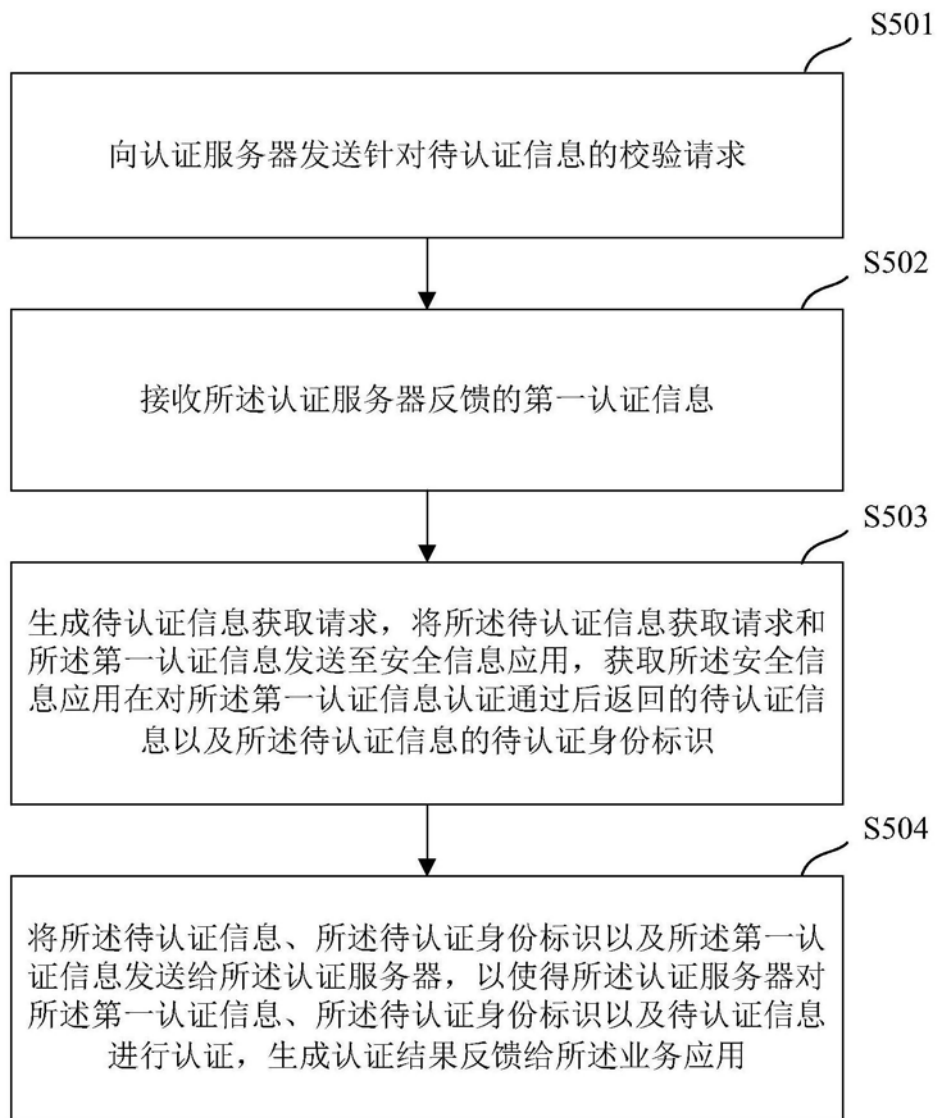 S501
向认证服务器发送针对待认证信息的校验请求
S502
接收所述认证服务器反馈的第一认证信息
S503
生成待认证信息获取请求，将所述待认证信息获取请求和
所述第一认证信息发送至安全信息应用，获取所述安全信
息应用在对所述第一认证信息认证通过后返回的待认证信
息以及所述待认证信息的待认证身份标识
S504
将所述待认证信息、所述待认证身份标识以及所述第一认
证信息发送给所述认证服务器，以使得所述认证服务器对
所述第一认证信息、所述待认证身份标识以及待认证信息
进行认证，生成认证结果反馈给所述业务应用